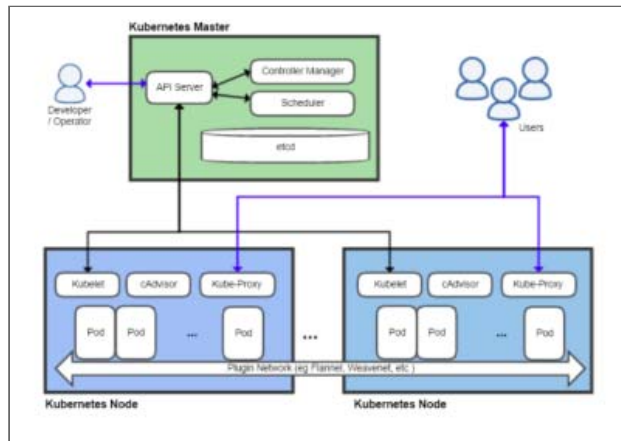 Kubernetes Master
API Server
Controller Manager
Scheduler
etcd
Developer
/ Operator
Users
Kubelet
cAdvisor
Kube-Proxy
Pod
Pod
...
Pod
Kubernetes Node
...
Kubelet
cAdvisor
Kube-Proxy
Pod
Pod
...
Pod
Plugin Network (eg Flannel, Weavenet, etc )
Kubernetes Node